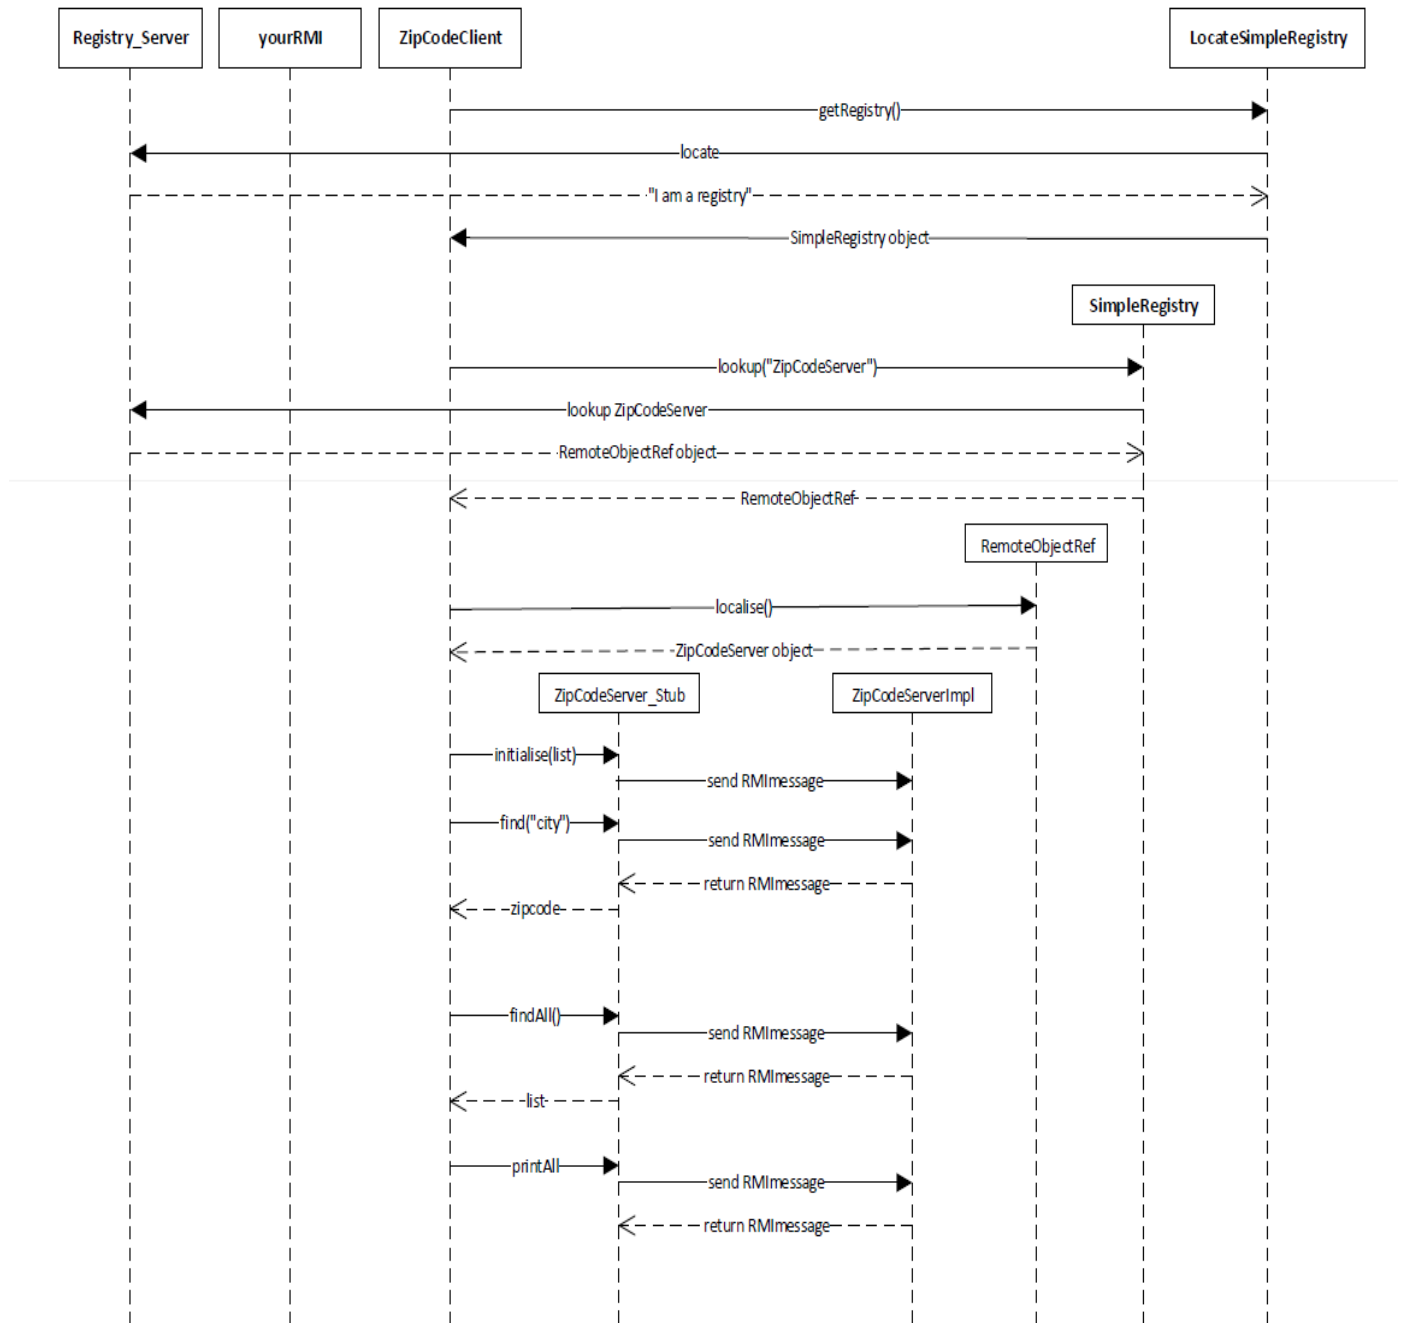 Registry_Server
yourRMI
ZipCodeClient
LocateSimpleRegistry
getRegistry()
locate
"I am a registry"
SimpleRegistry object
SimpleRegistry
lookup("ZipCodeServer")
lookup ZipCodeServer
RemoteObjectRef object
RemoteObjectRef
RemoteObjectRef
localise()
ZipCodeServer object
ZipCodeServer_Stub
ZipCodeServerImpl
initialise(list)
send RMImessage
find("city")
send RMImessage
return RMImessage
zipcode
findAll()
send RMImessage
return RMImessage
list
printAll
send RMImessage
return RMImessage